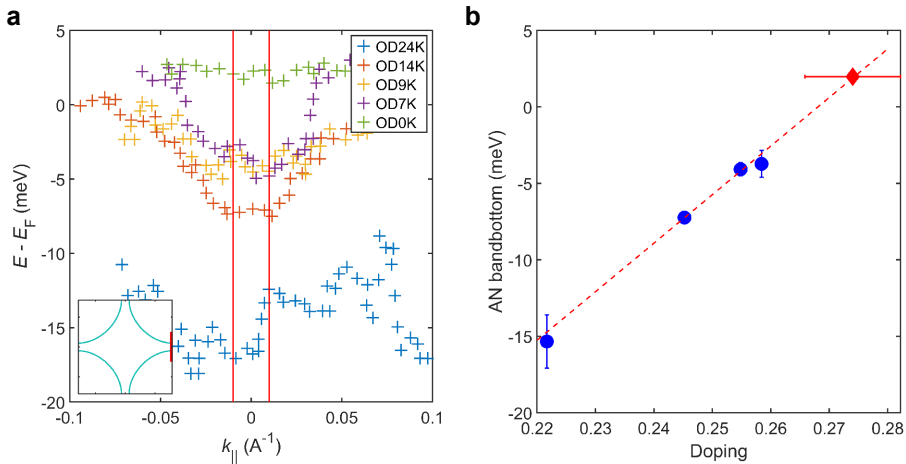 a
b
5
0
-5
-10
-15
-20
E - E_F (meV)
OD24K
OD14K
OD9K
OD7K
OD0K
-0.1
-0.05
0
0.05
0.1
k_|| (A^-1)
5
0
-5
-10
-15
-20
AN bandbottom (meV)
0.22
0.23
0.24
0.25
0.26
0.27
0.28
Doping